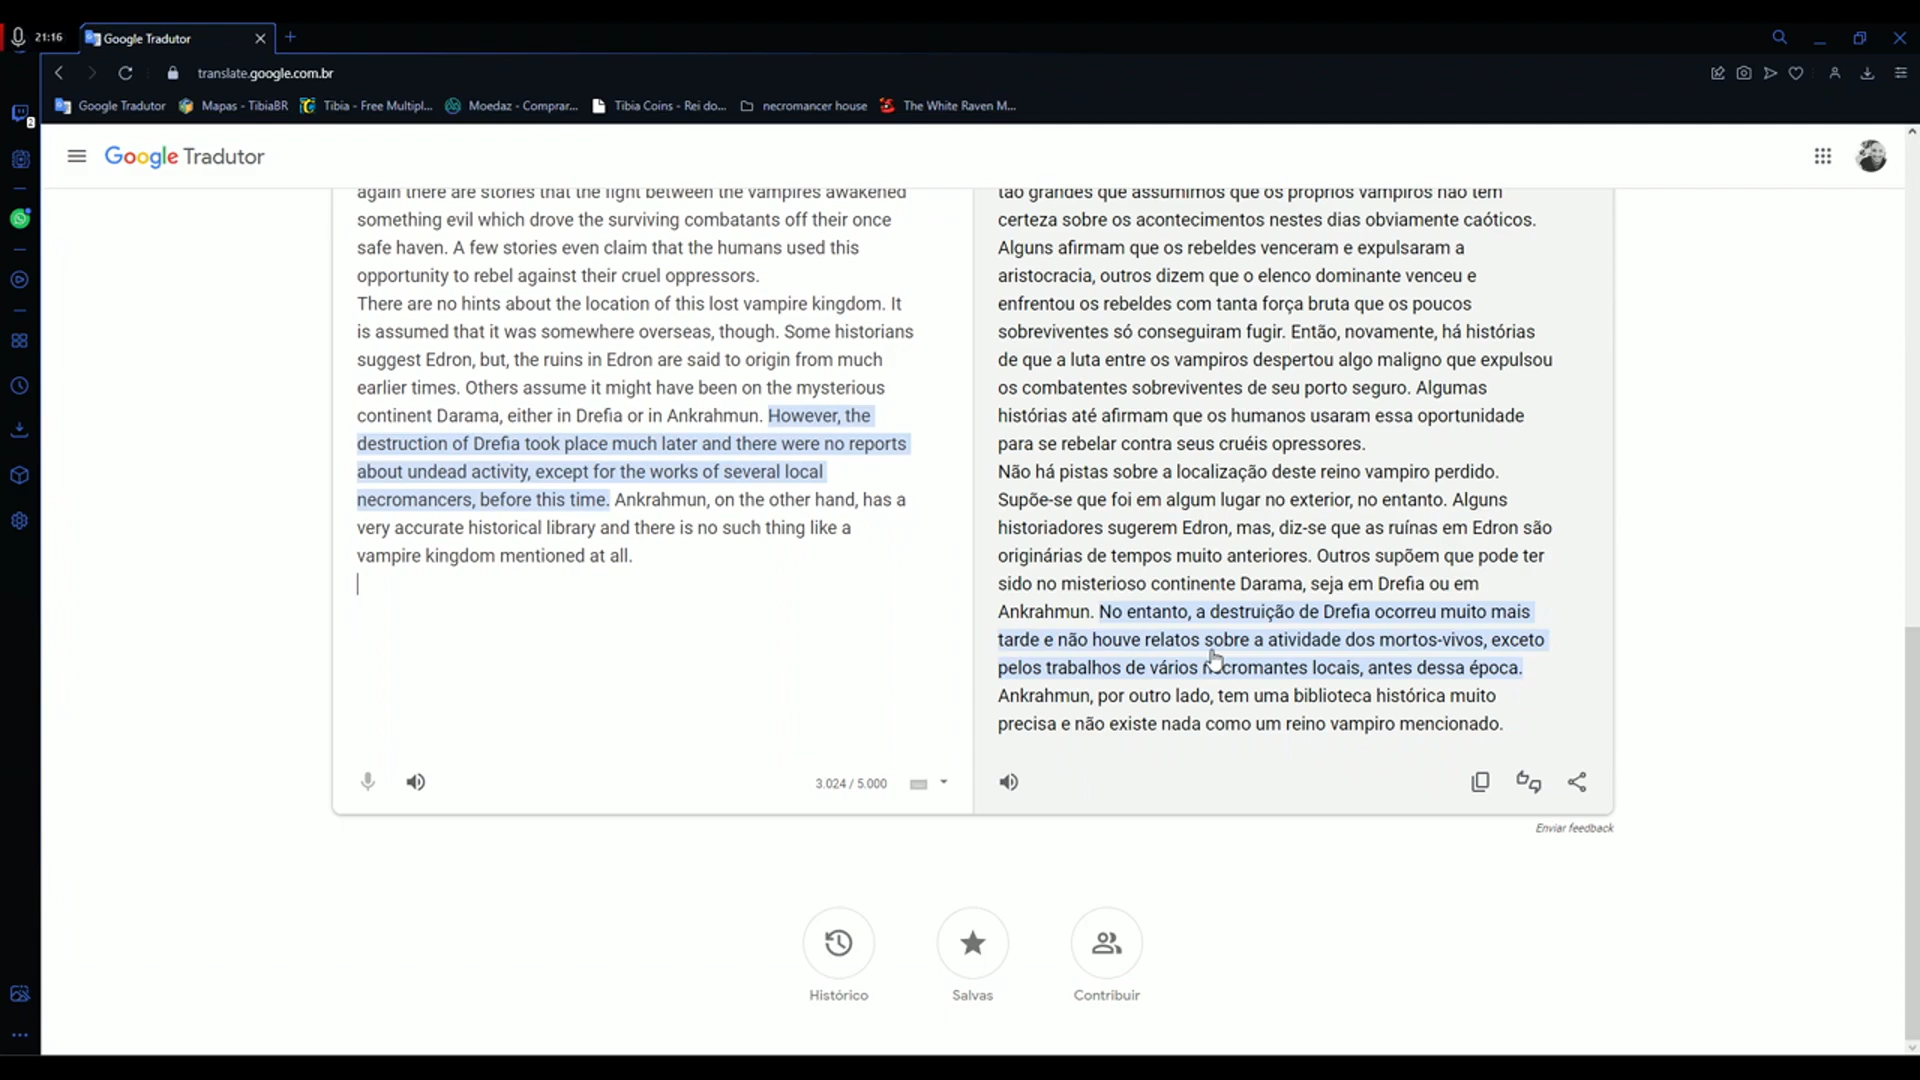 21:16
Google Tradutor
translate.google.com.br
Google Tradutor
Mapas - TibiaBR
Tibia - Free Multipl...
Moedaz - Comprar...
Tibia Coins - Rei do...
necromancer house
The White Raven M...
2
Google Tradutor
again there are stories that the fight between the vampires awakened
something evil which drove the surviving combatants off their once
safe haven. A few stories even claim that the humans used this
opportunity to rebel against their cruel oppressors.
There are no hints about the location of this lost vampire kingdom. It
is assumed that it was somewhere overseas, though. Some historians
suggest Edron, but, the ruins in Edron are said to origin from much
earlier times. Others assume it might have been on the mysterious
continent Darama, either in Drefia or in Ankrahmun. However, the
destruction of Drefia took place much later and there were no reports
about undead activity, except for the works of several local
necromancers, before this time. Ankrahmun, on the other hand, has a
very accurate historical library and there is no such thing like a
vampire kingdom mentioned at all.
3.024 / 5.000
tão grandes que assumimos que os próprios vampiros não têm
certeza sobre os acontecimentos nestes dias obviamente caóticos.
Alguns afirmam que os rebeldes venceram e expulsaram a
aristocracia, outros dizem que o elenco dominante venceu e
enfrentou os rebeldes com tanta força bruta que os poucos
sobreviventes só conseguiram fugir. Então, novamente, há histórias
de que a luta entre os vampiros despertou algo maligno que expulsou
os combatentes sobreviventes de seu porto seguro. Algumas
histórias até afirmam que os humanos usaram essa oportunidade
para se rebelar contra seus cruéis opressores.
Não há pistas sobre a localização deste reino vampiro perdido.
Supõe-se que foi em algum lugar no exterior, no entanto. Alguns
historiadores sugerem Edron, mas, diz-se que as ruínas em Edron são
originárias de tempos muito anteriores. Outros supõem que pode ter
sido no misterioso continente Darama, seja em Drefia ou em
Ankrahmun. No entanto, a destruição de Drefia ocorreu muito mais
tarde e não houve relatos sobre a atividade dos mortos-vivos, exceto
pelos trabalhos de vários necromantes locais, antes dessa época.
Ankrahmun, por outro lado, tem uma biblioteca histórica muito
precisa e não existe nada como um reino vampiro mencionado.
Enviar feedback
Histórico
Salvas
Contribuir